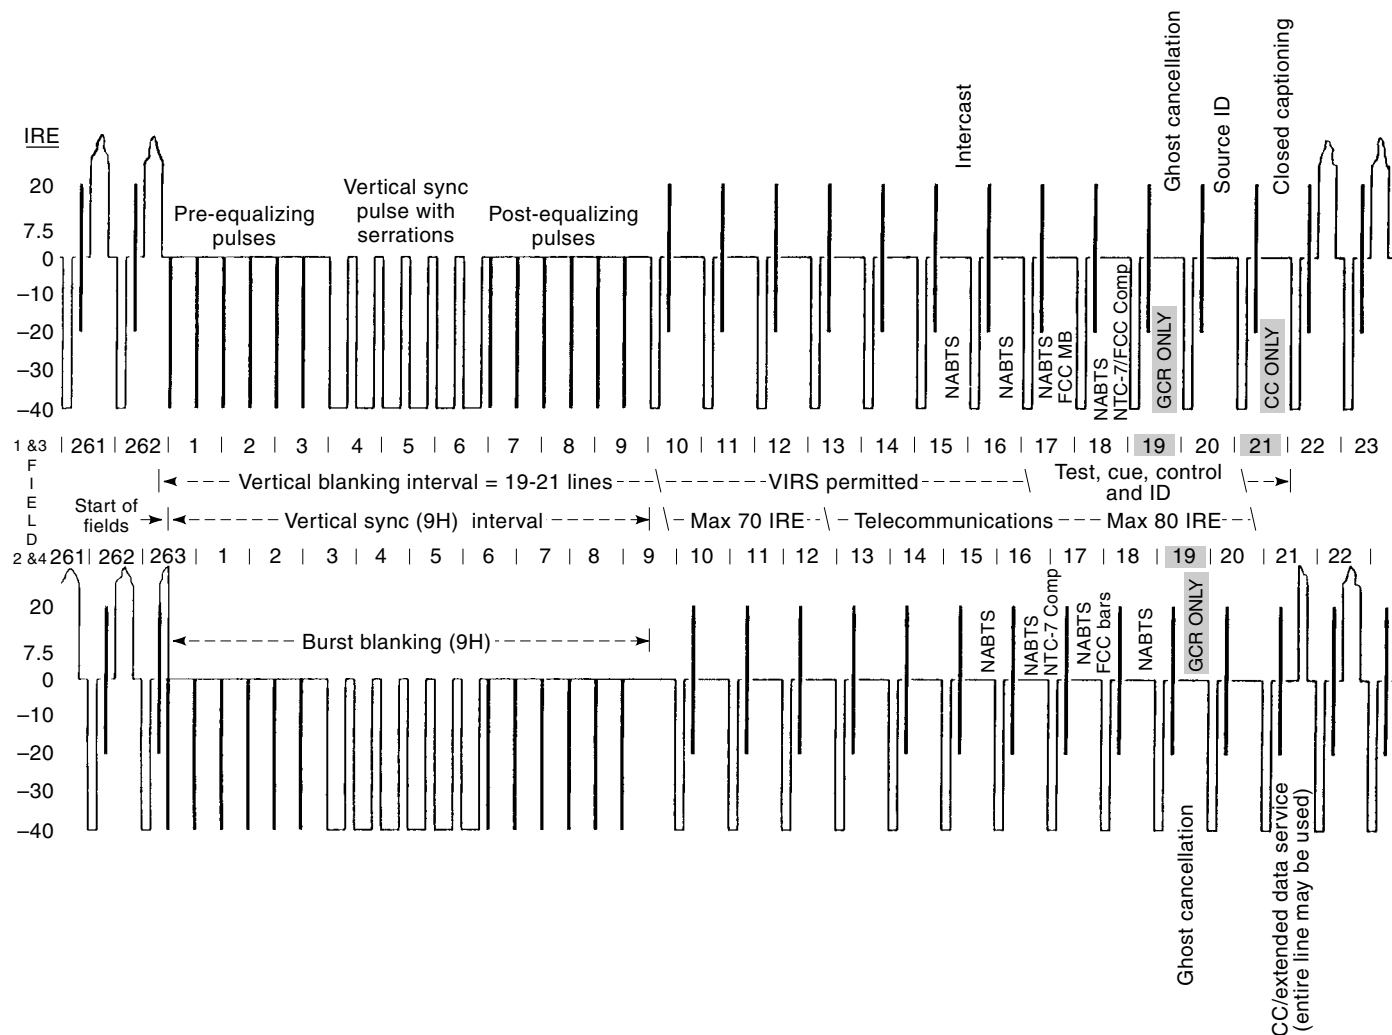 Intercast
Ghost cancellation
Source ID
Closed captioning
IRE
20
7.5
0
–10
–20
–30
–40
Pre-equalizing
pulses
Vertical sync
pulse with
serrations
Post-equalizing
pulses
NABTS
NABTS
NABTS
FCC MB
NABTS
NTC-7/FCC Comp
GCR ONLY
CC ONLY
1 &3 261 262 1 2 3 4 5 6 7 8 9 10 11 12 13 14 15 16 17 18 19 20 21 22 23
FIELD
Vertical blanking interval = 19-21 lines
VIRS permitted
Test, cue, control
and ID
Start of
fields
Vertical sync (9H) interval
Max 70 IRE
Telecommunications
Max 80 IRE
2 &4 261 262 263 1 2 3 4 5 6 7 8 9 10 11 12 13 14 15 16 17 18 19 20 21 22
20
7.5
0
–10
–20
–30
–40
Burst blanking (9H)
NABTS
NABTS
NTC-7 Comp
NABTS
FCC bars
NABTS
GCR ONLY
Ghost cancellation
CC/extended data service
(entire line may be used)